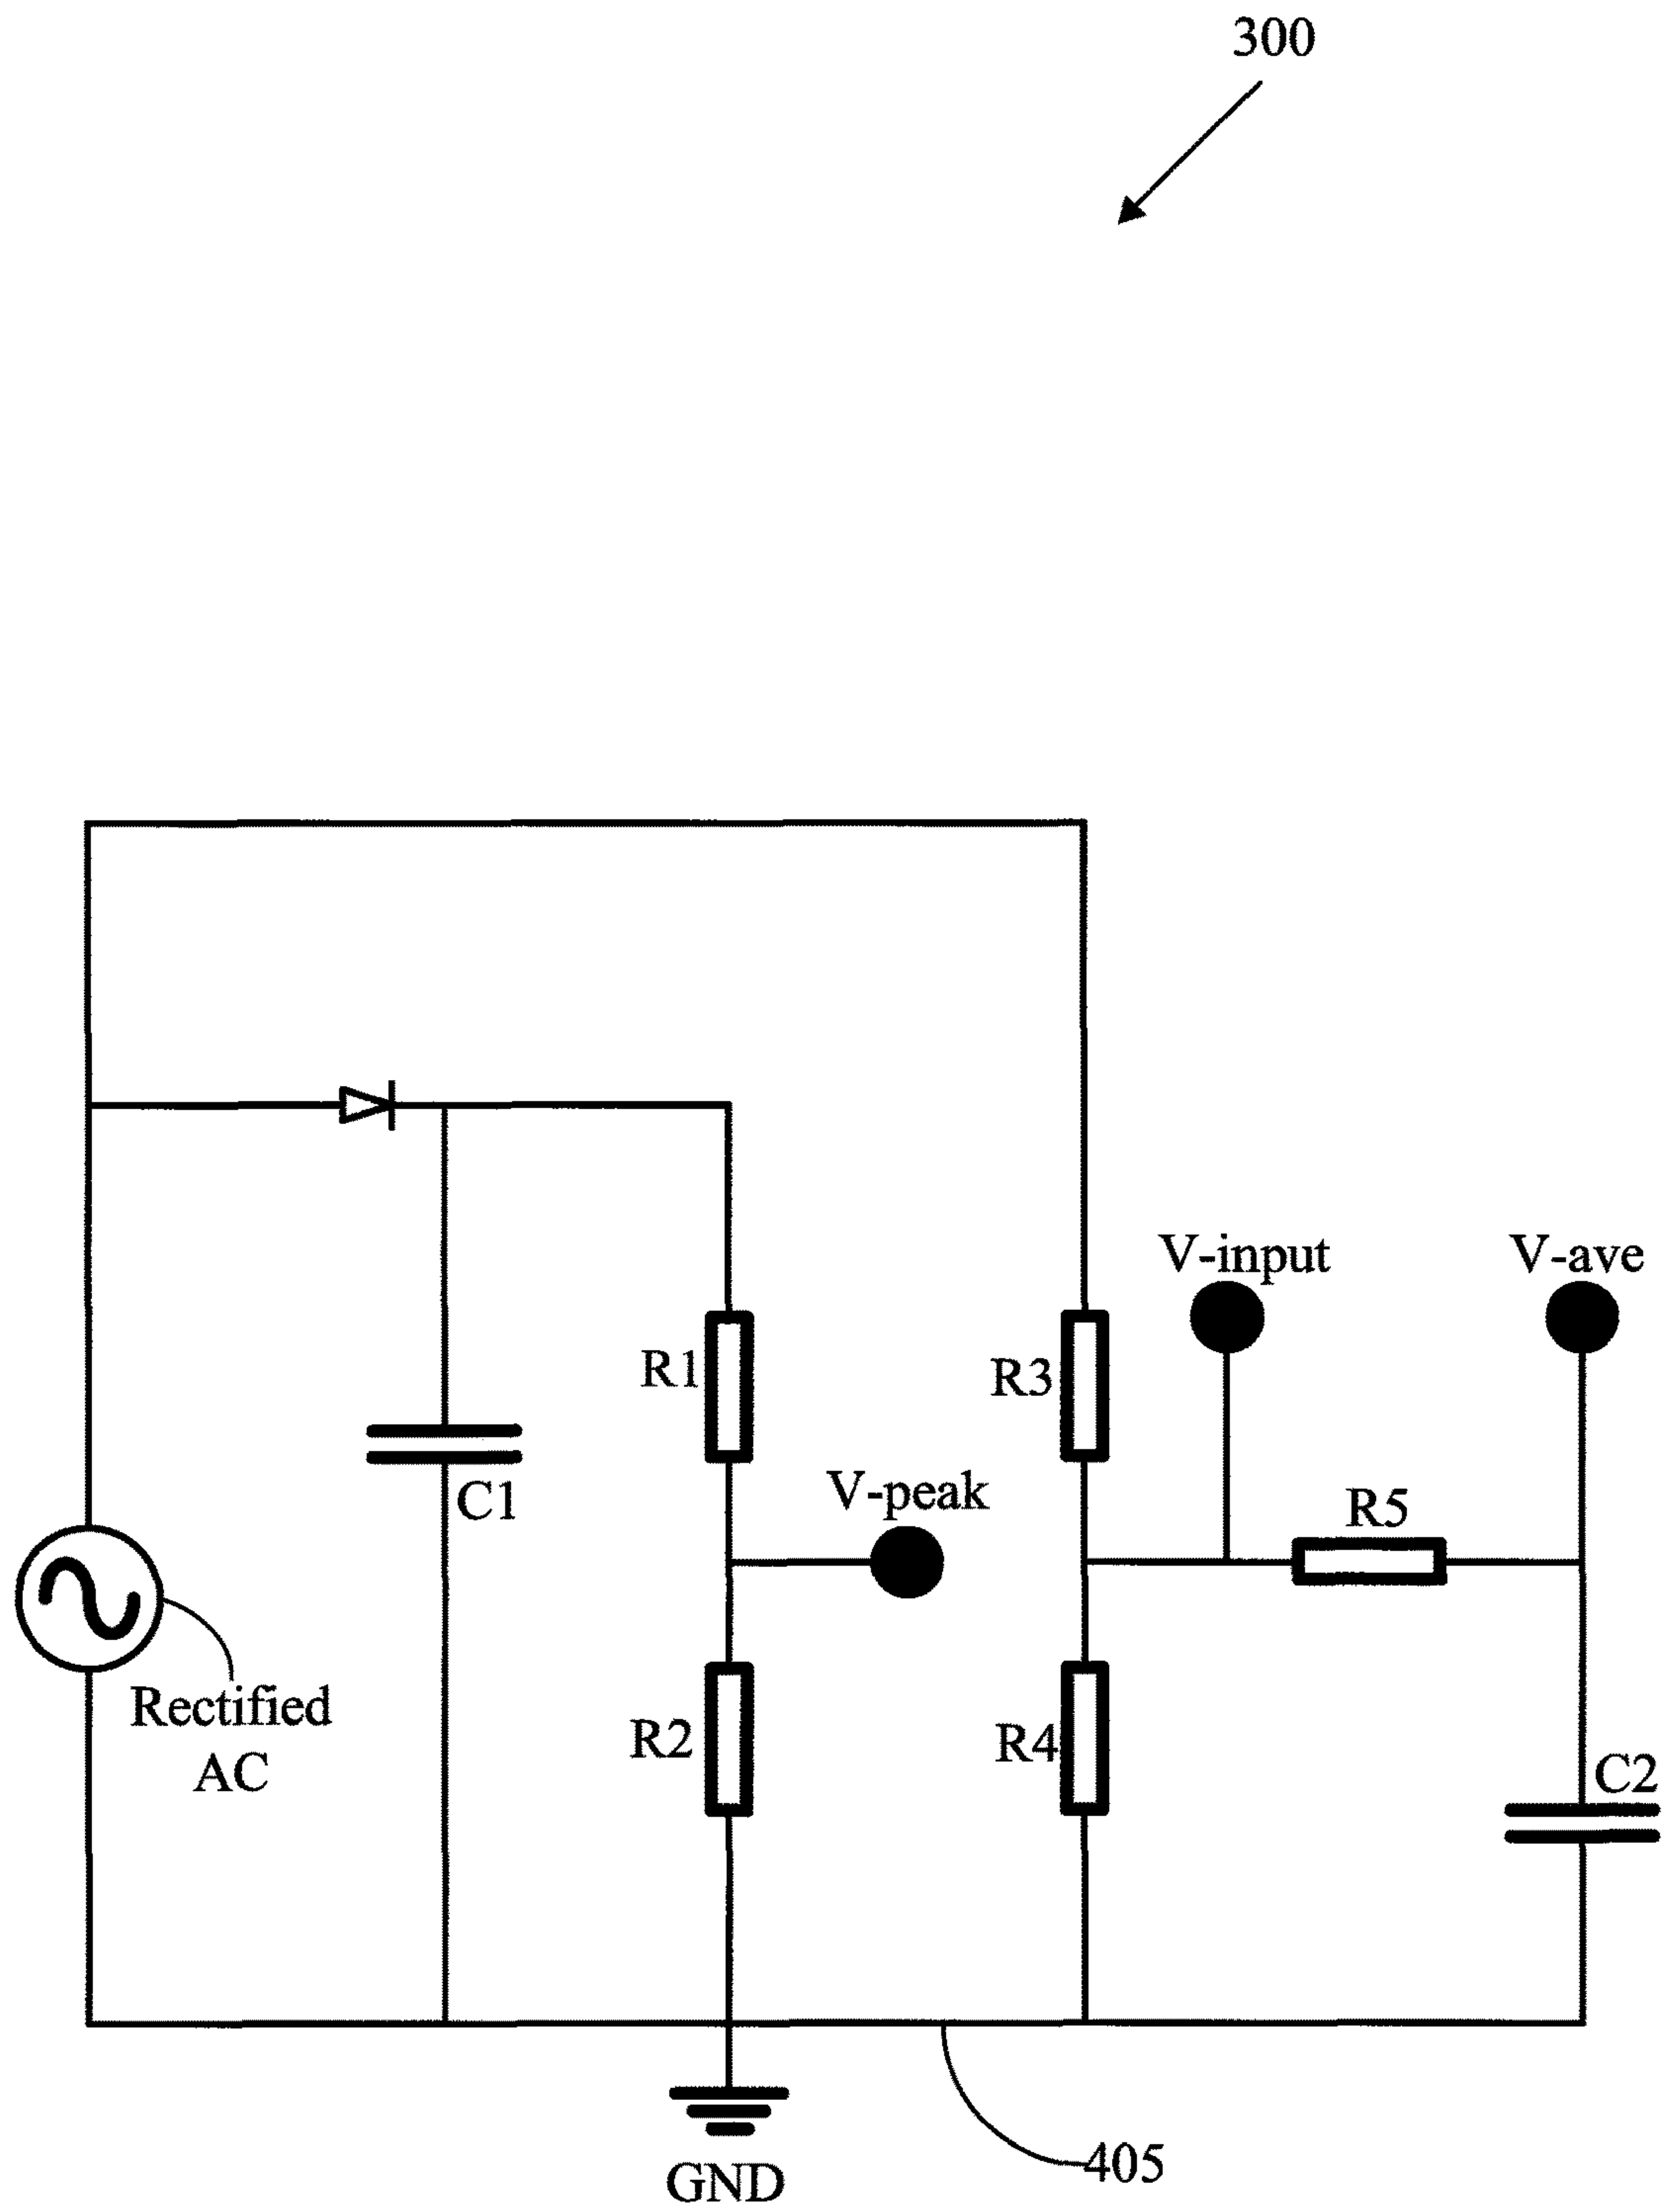 300
V-input
V-ave
R1
R3
V-peak
C1
R5
Rectified
AC
R2
R4
C2
GND
405